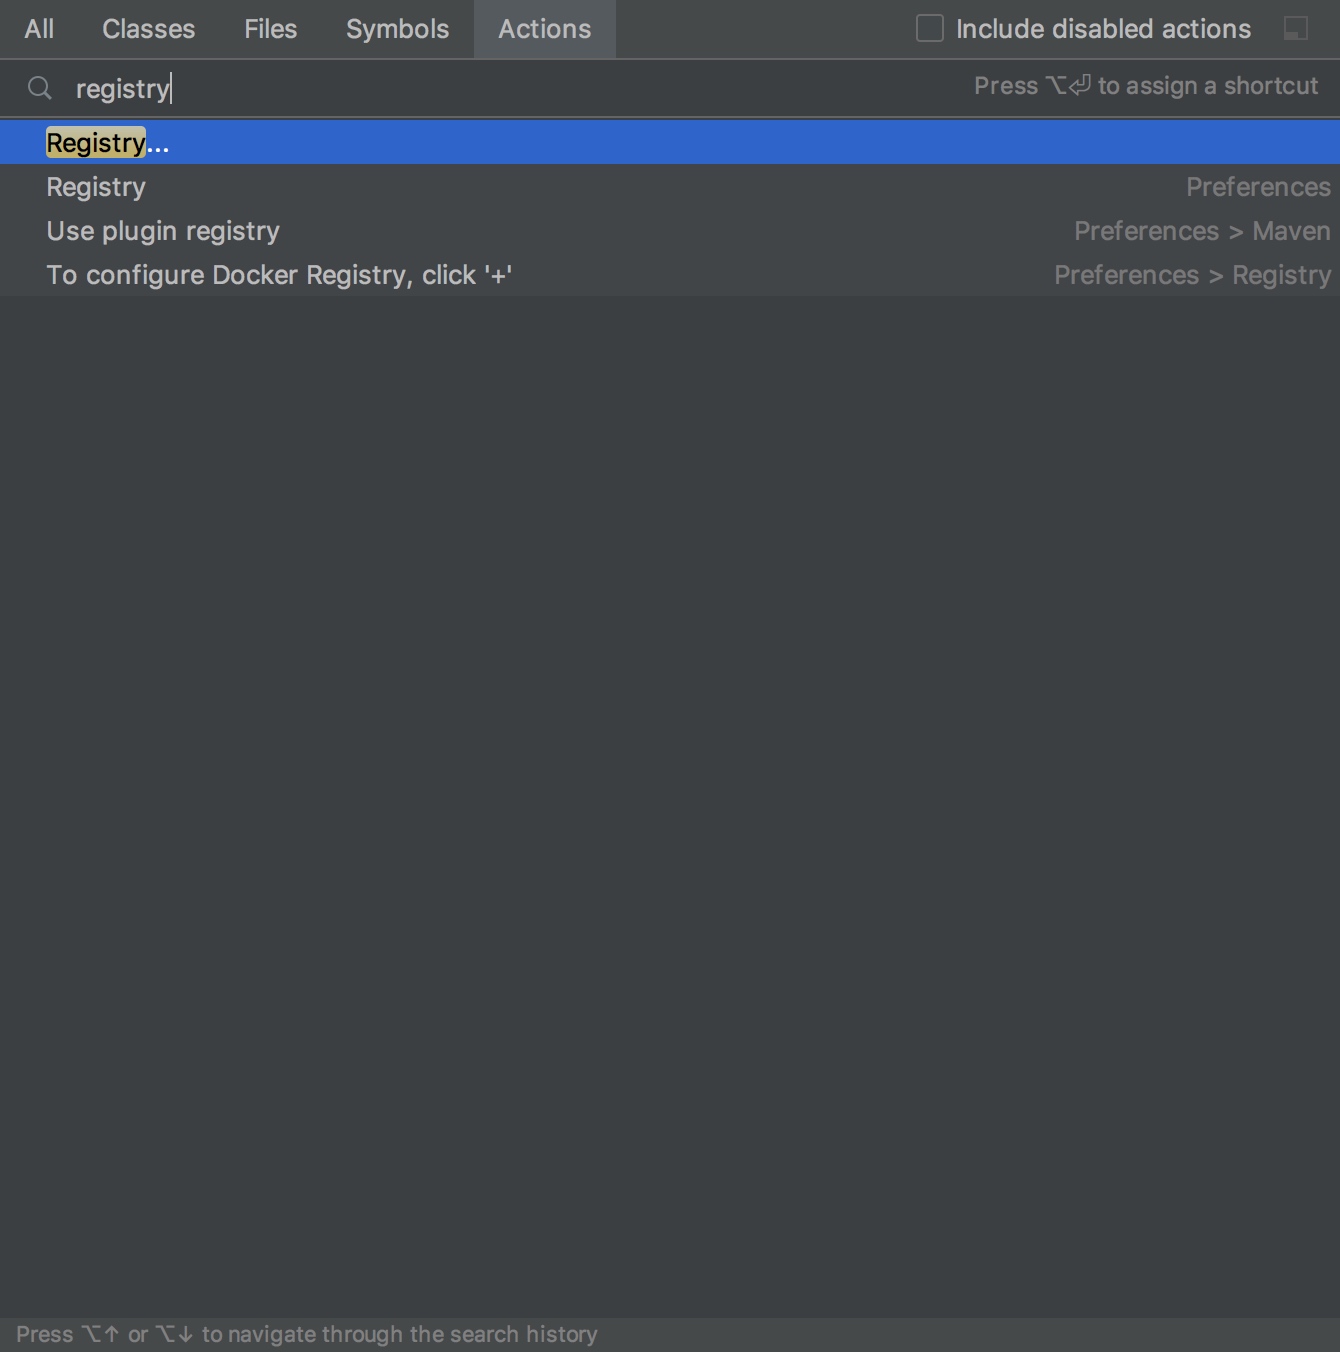 All Classes Files Symbols Actions Include disabled actions
registry Press ⌥⏎ to assign a shortcut
Registry...
Registry Preferences
Use plugin registry Preferences > Maven
To configure Docker Registry, click '+' Preferences > Registry
Press ⌥↑ or ⌥↓ to navigate through the search history